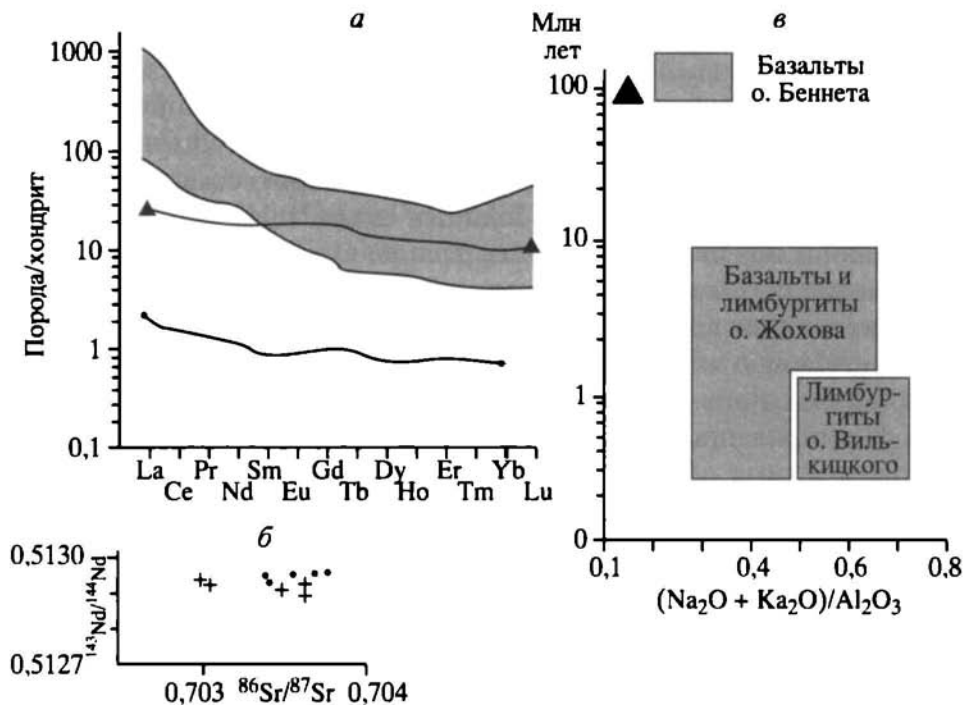 а
1000
100
10
1
0,1
Порода/хондрит
La
Ce
Pr
Nd
Sm
Eu
Gd
Tb
Dy
Ho
Er
Tm
Yb
Lu
б
0,5130
0,5127
¹⁴³Nd/¹⁴⁴Nd
0,703
⁸⁶Sr/⁸⁷Sr
0,704
в
Млн
лет
100
10
1
0
Базальты
о. Беннета
Базальты и
лимбургиты
о. Жохова
Лимбур-
гиты
о. Виль-
кицкого
0,1
0,4
0,6
0,8
(Na₂O + Ka₂O)/Al₂O₃